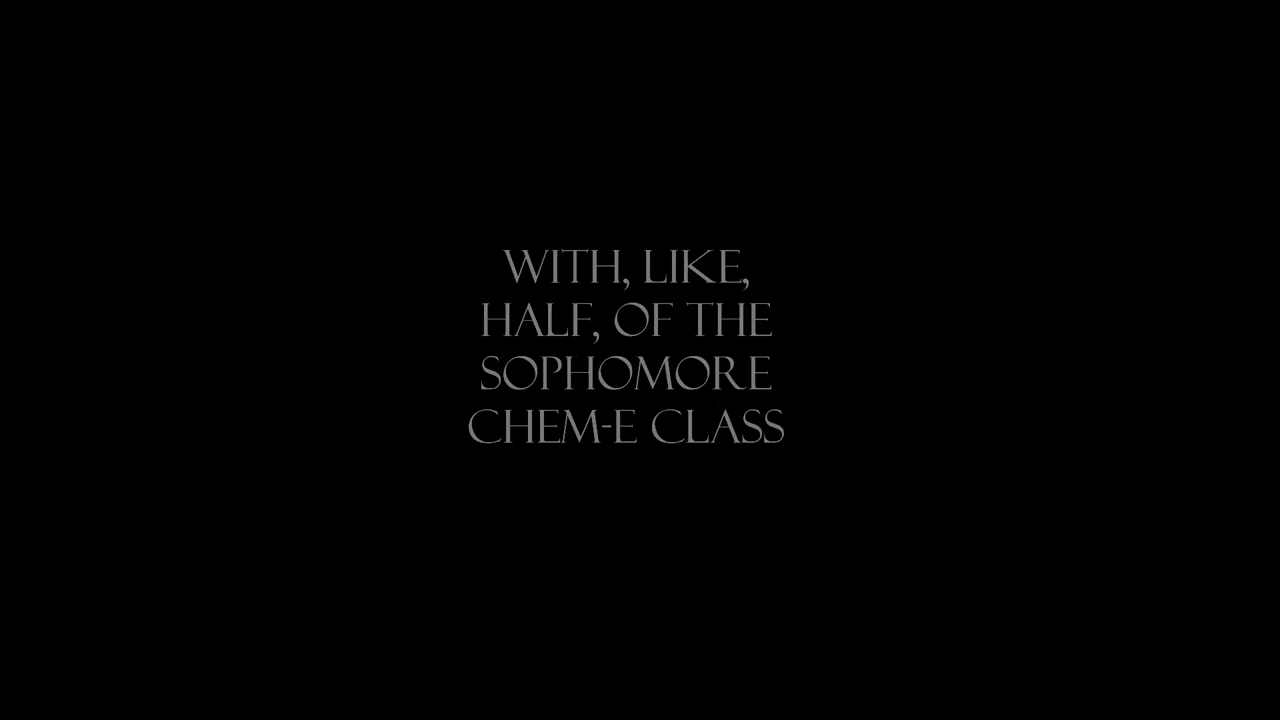 WITH, LIKE,
HALF, OF THE
SOPHOMORE
CHEM-E CLASS